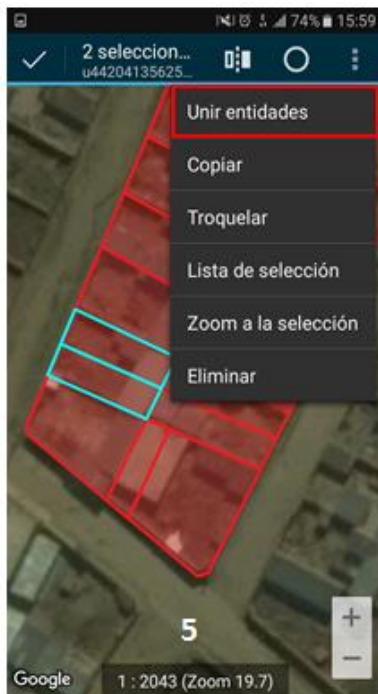 74% 15:59
2 seleccion...
u44204135625...
Unir entidades
Copiar
Troquelar
Lista de selección
Zoom a la selección
Eliminar
5
+
−
Google
1 : 2043 (Zoom 19.7)